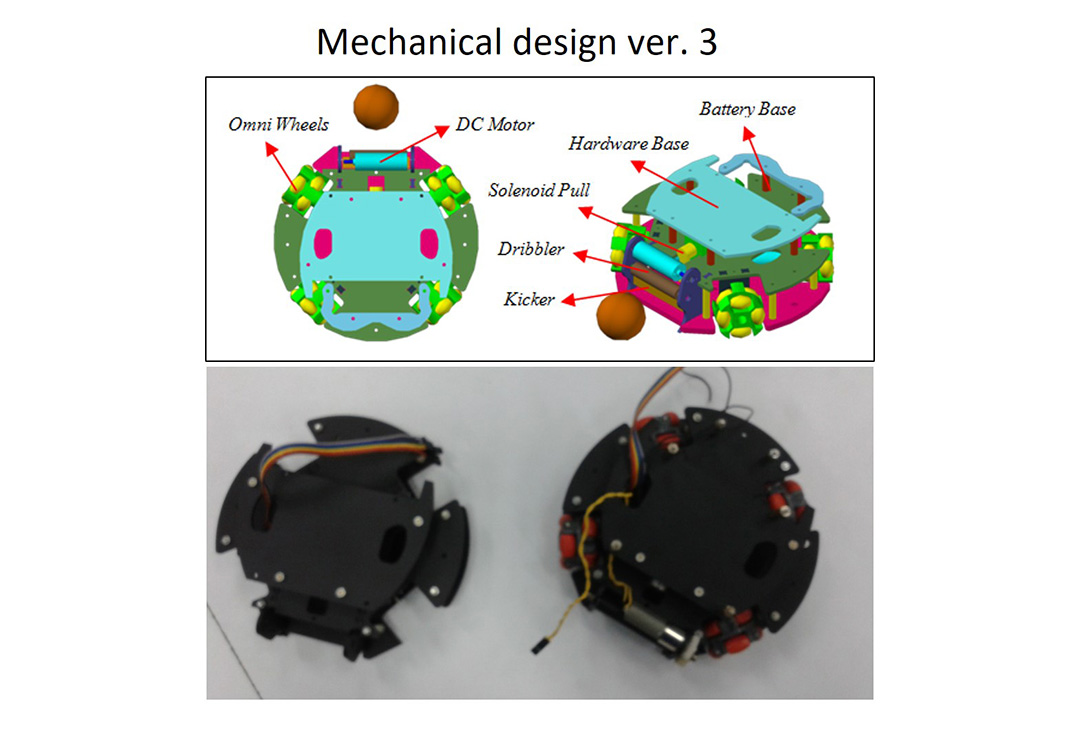 Mechanical design ver. 3
Omni Wheels
DC Motor
Battery Base
Hardware Base
Solenoid Pull
Dribbler
Kicker